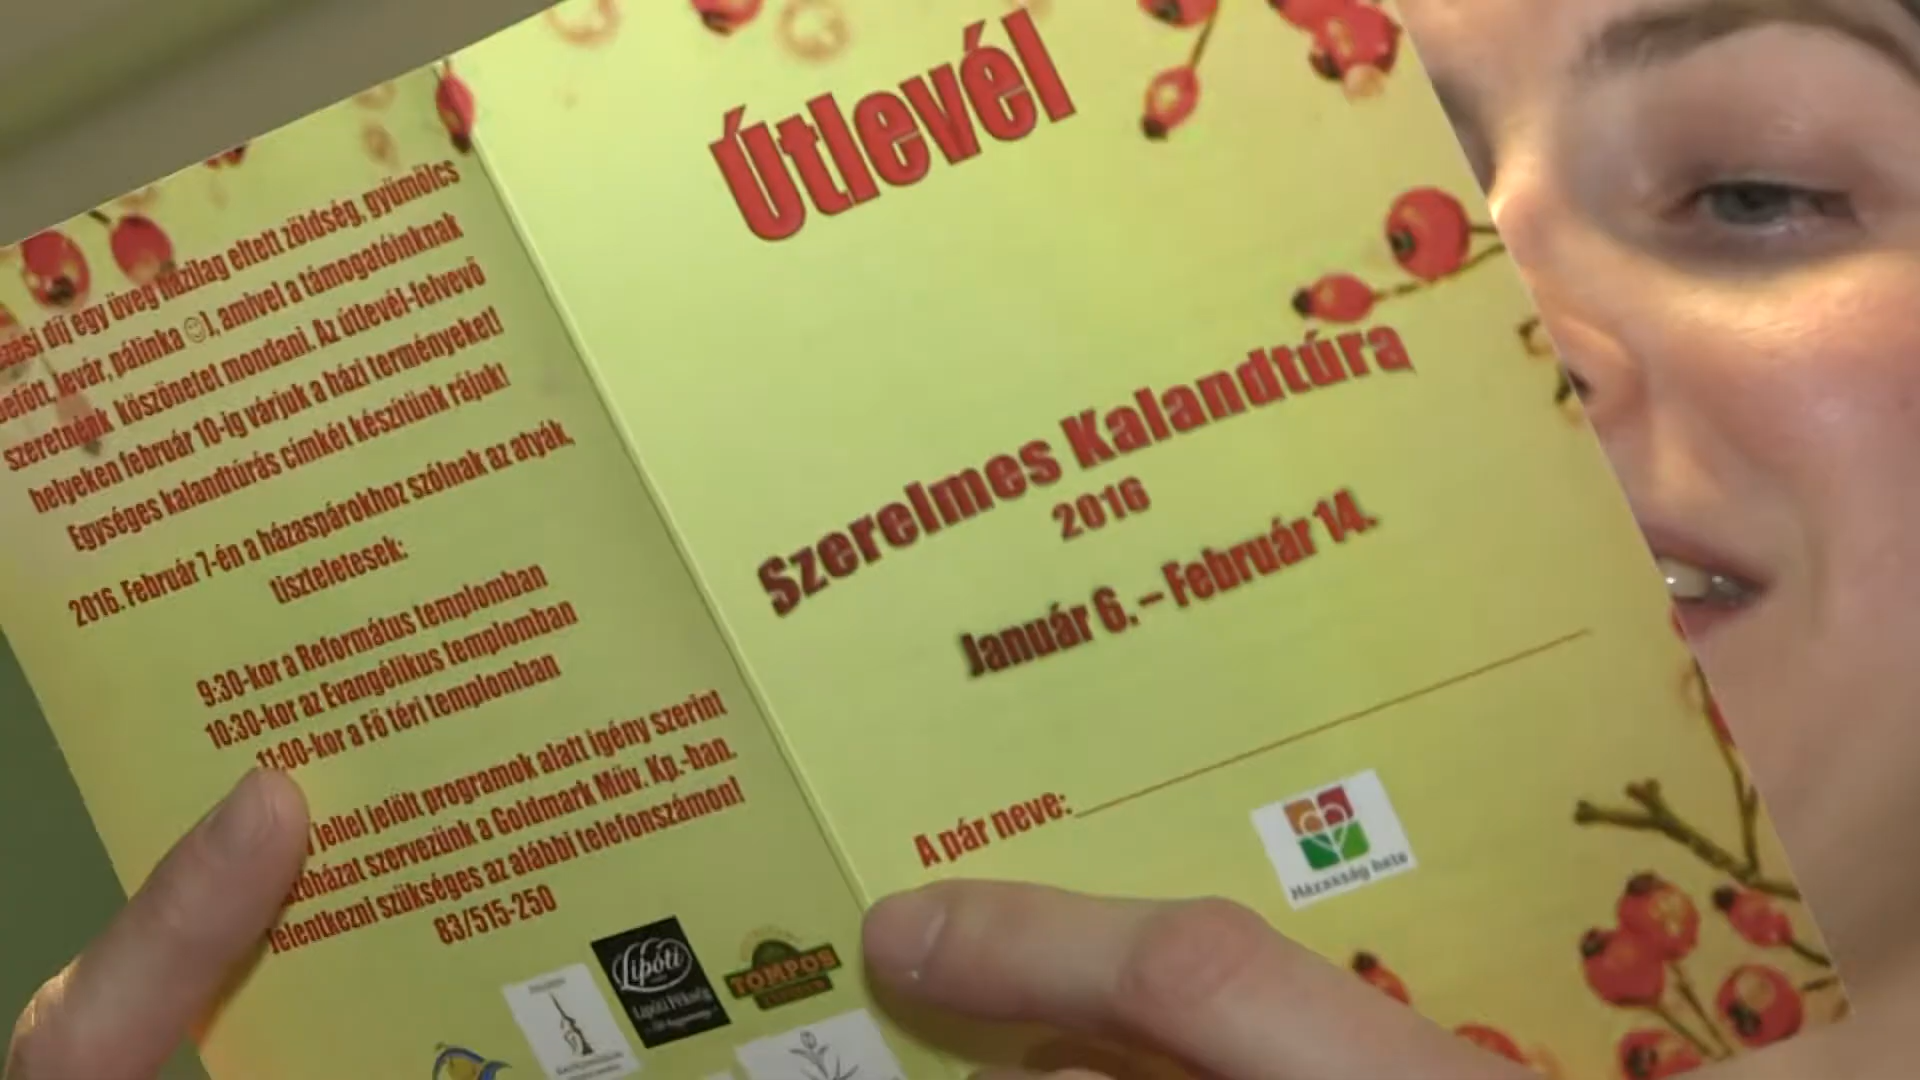 díj egy üveg házilag eltett zöldség, gyümölcs
befőtt, lekvár, pálinka ☺), amivel a támogatóinknak
szeretnénk köszönetet mondani. Az útlevél-felvevő
helyeken február 10-ig várjuk a házi terményeket!
Egységes kalandtúrás címkét készítünk rájuk!
2016. Február 7-én a házaspárokhoz szólnak az atyák,
tiszteletesek:
9:30-kor a Református templomban
10:30-kor az Evangélikus templomban
11:00-kor a Fő téri templomban
jellel jelölt programok alatt igény szerint
szervezünk a Goldmark Műv. Kp.-ban.
Jelentkezni szükséges az alábbi telefonszámon!
83/515-250
Lipóti
Lipóti Pékség
TOMPOS
Útlevél
Szerelmes Kalandtúra
2016
Január 6. – Február 14.
A pár neve:
Házasság hete